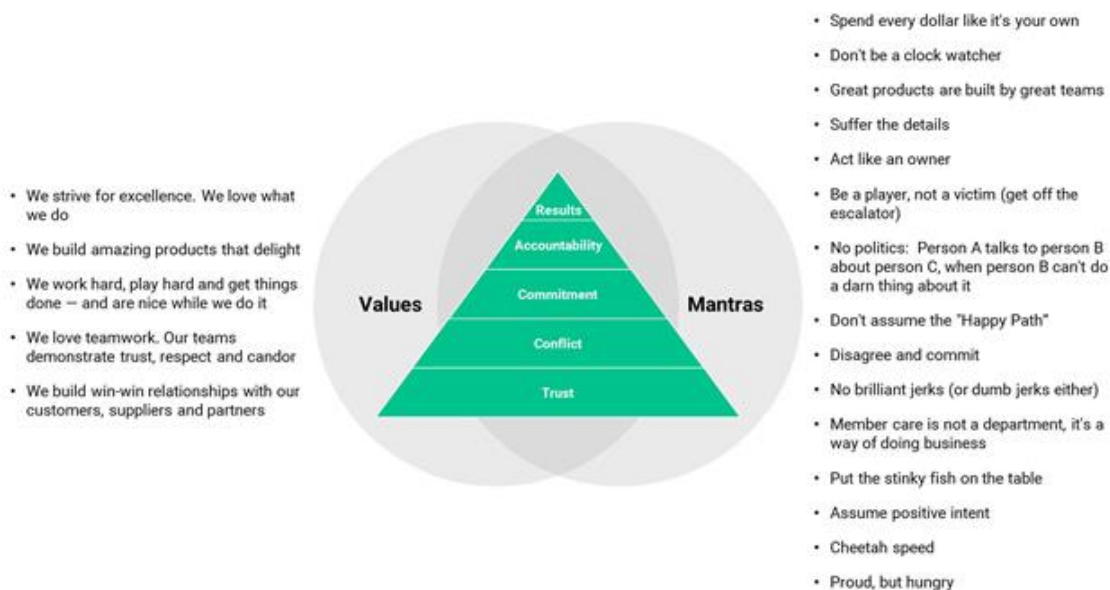 • We strive for excellence. We love what
we do
• We build amazing products that delight
• We work hard, play hard and get things
done — and are nice while we do it
• We love teamwork. Our teams
demonstrate trust, respect and candor
• We build win-win relationships with our
customers, suppliers and partners
Values
Results
Accountability
Commitment
Conflict
Trust
Mantras
• Spend every dollar like it's your own
• Don't be a clock watcher
• Great products are built by great teams
• Suffer the details
• Act like an owner
• Be a player, not a victim (get off the
escalator)
• No politics:  Person A talks to person B
about person C, when person B can't do
a darn thing about it
• Don't assume the "Happy Path"
• Disagree and commit
• No brilliant jerks (or dumb jerks either)
• Member care is not a department, it's a
way of doing business
• Put the stinky fish on the table
• Assume positive intent
• Cheetah speed
• Proud, but hungry